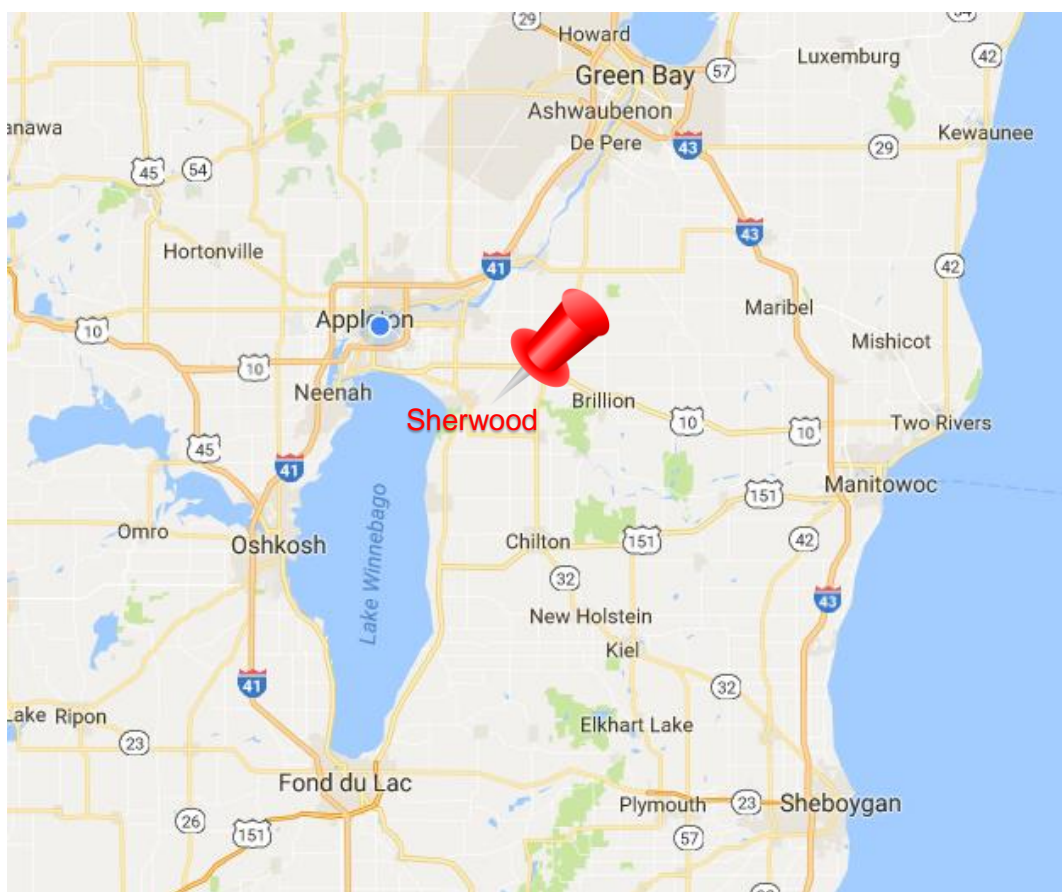 29
54
Howard
42
Luxemburg
57
Green Bay
Ashwaubenon
anawa
Kewaunee
De Pere
43
29
45
54
43
Hortonville
41
42
Maribel
Appleton
10
Mishicot
10
Neenah
Brillion
Sherwood
10
10
Two Rivers
45
41
Manitowoc
151
Omro
Chilton
151
42
Oshkosh
Lake Winnebago
32
43
New Holstein
Kiel
41
32
Lake
Ripon
Elkhart Lake
23
Fond du Lac
Plymouth
23
Sheboygan
26
151
57